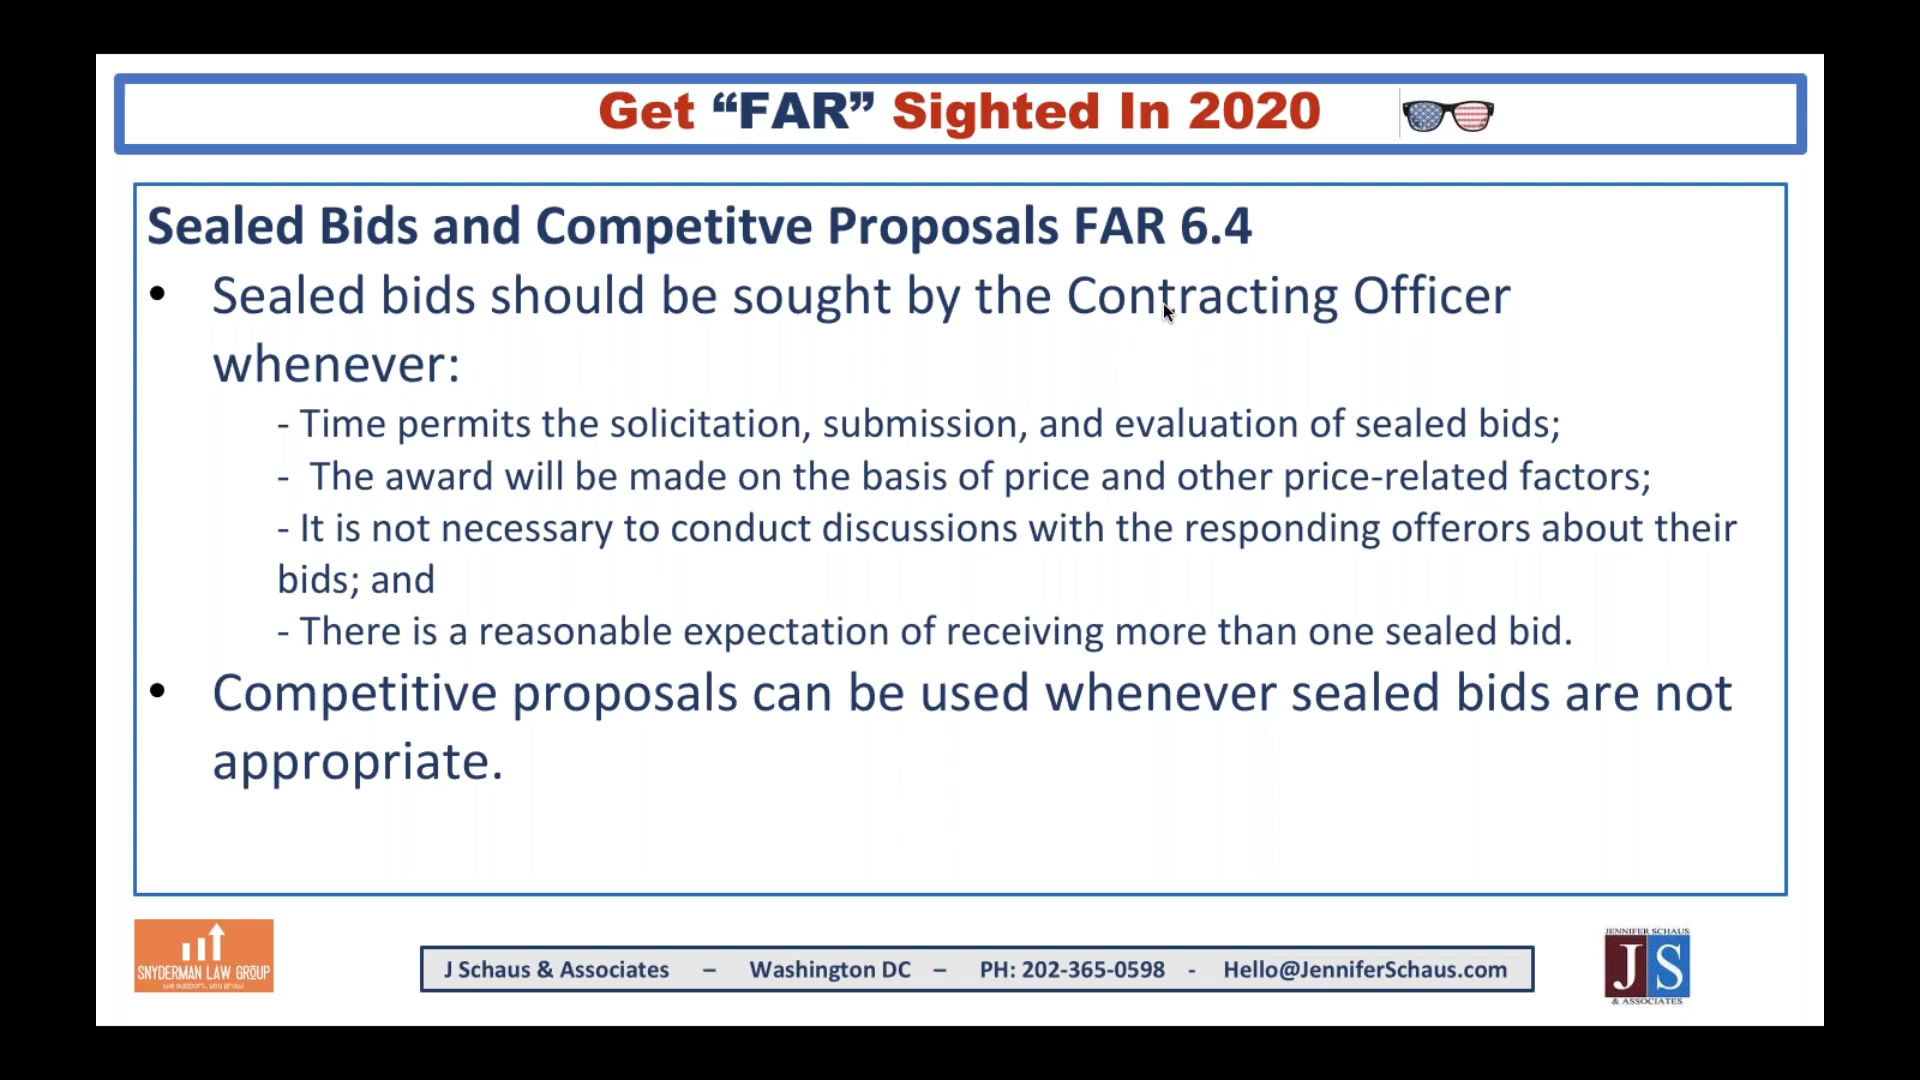 Get “FAR” Sighted In 2020
Sealed Bids and Competitve Proposals FAR 6.4
• Sealed bids should be sought by the Contracting Officer
whenever:
- Time permits the solicitation, submission, and evaluation of sealed bids;
- The award will be made on the basis of price and other price-related factors;
- It is not necessary to conduct discussions with the responding offerors about their
bids; and
- There is a reasonable expectation of receiving more than one sealed bid.
• Competitive proposals can be used whenever sealed bids are not
appropriate.
SNYDERMAN LAW GROUP
we support, you grow!
J Schaus & Associates – Washington DC – PH: 202-365-0598 - Hello@JenniferSchaus.com
JENNIFER SCHAUS
JS
& ASSOCIATES